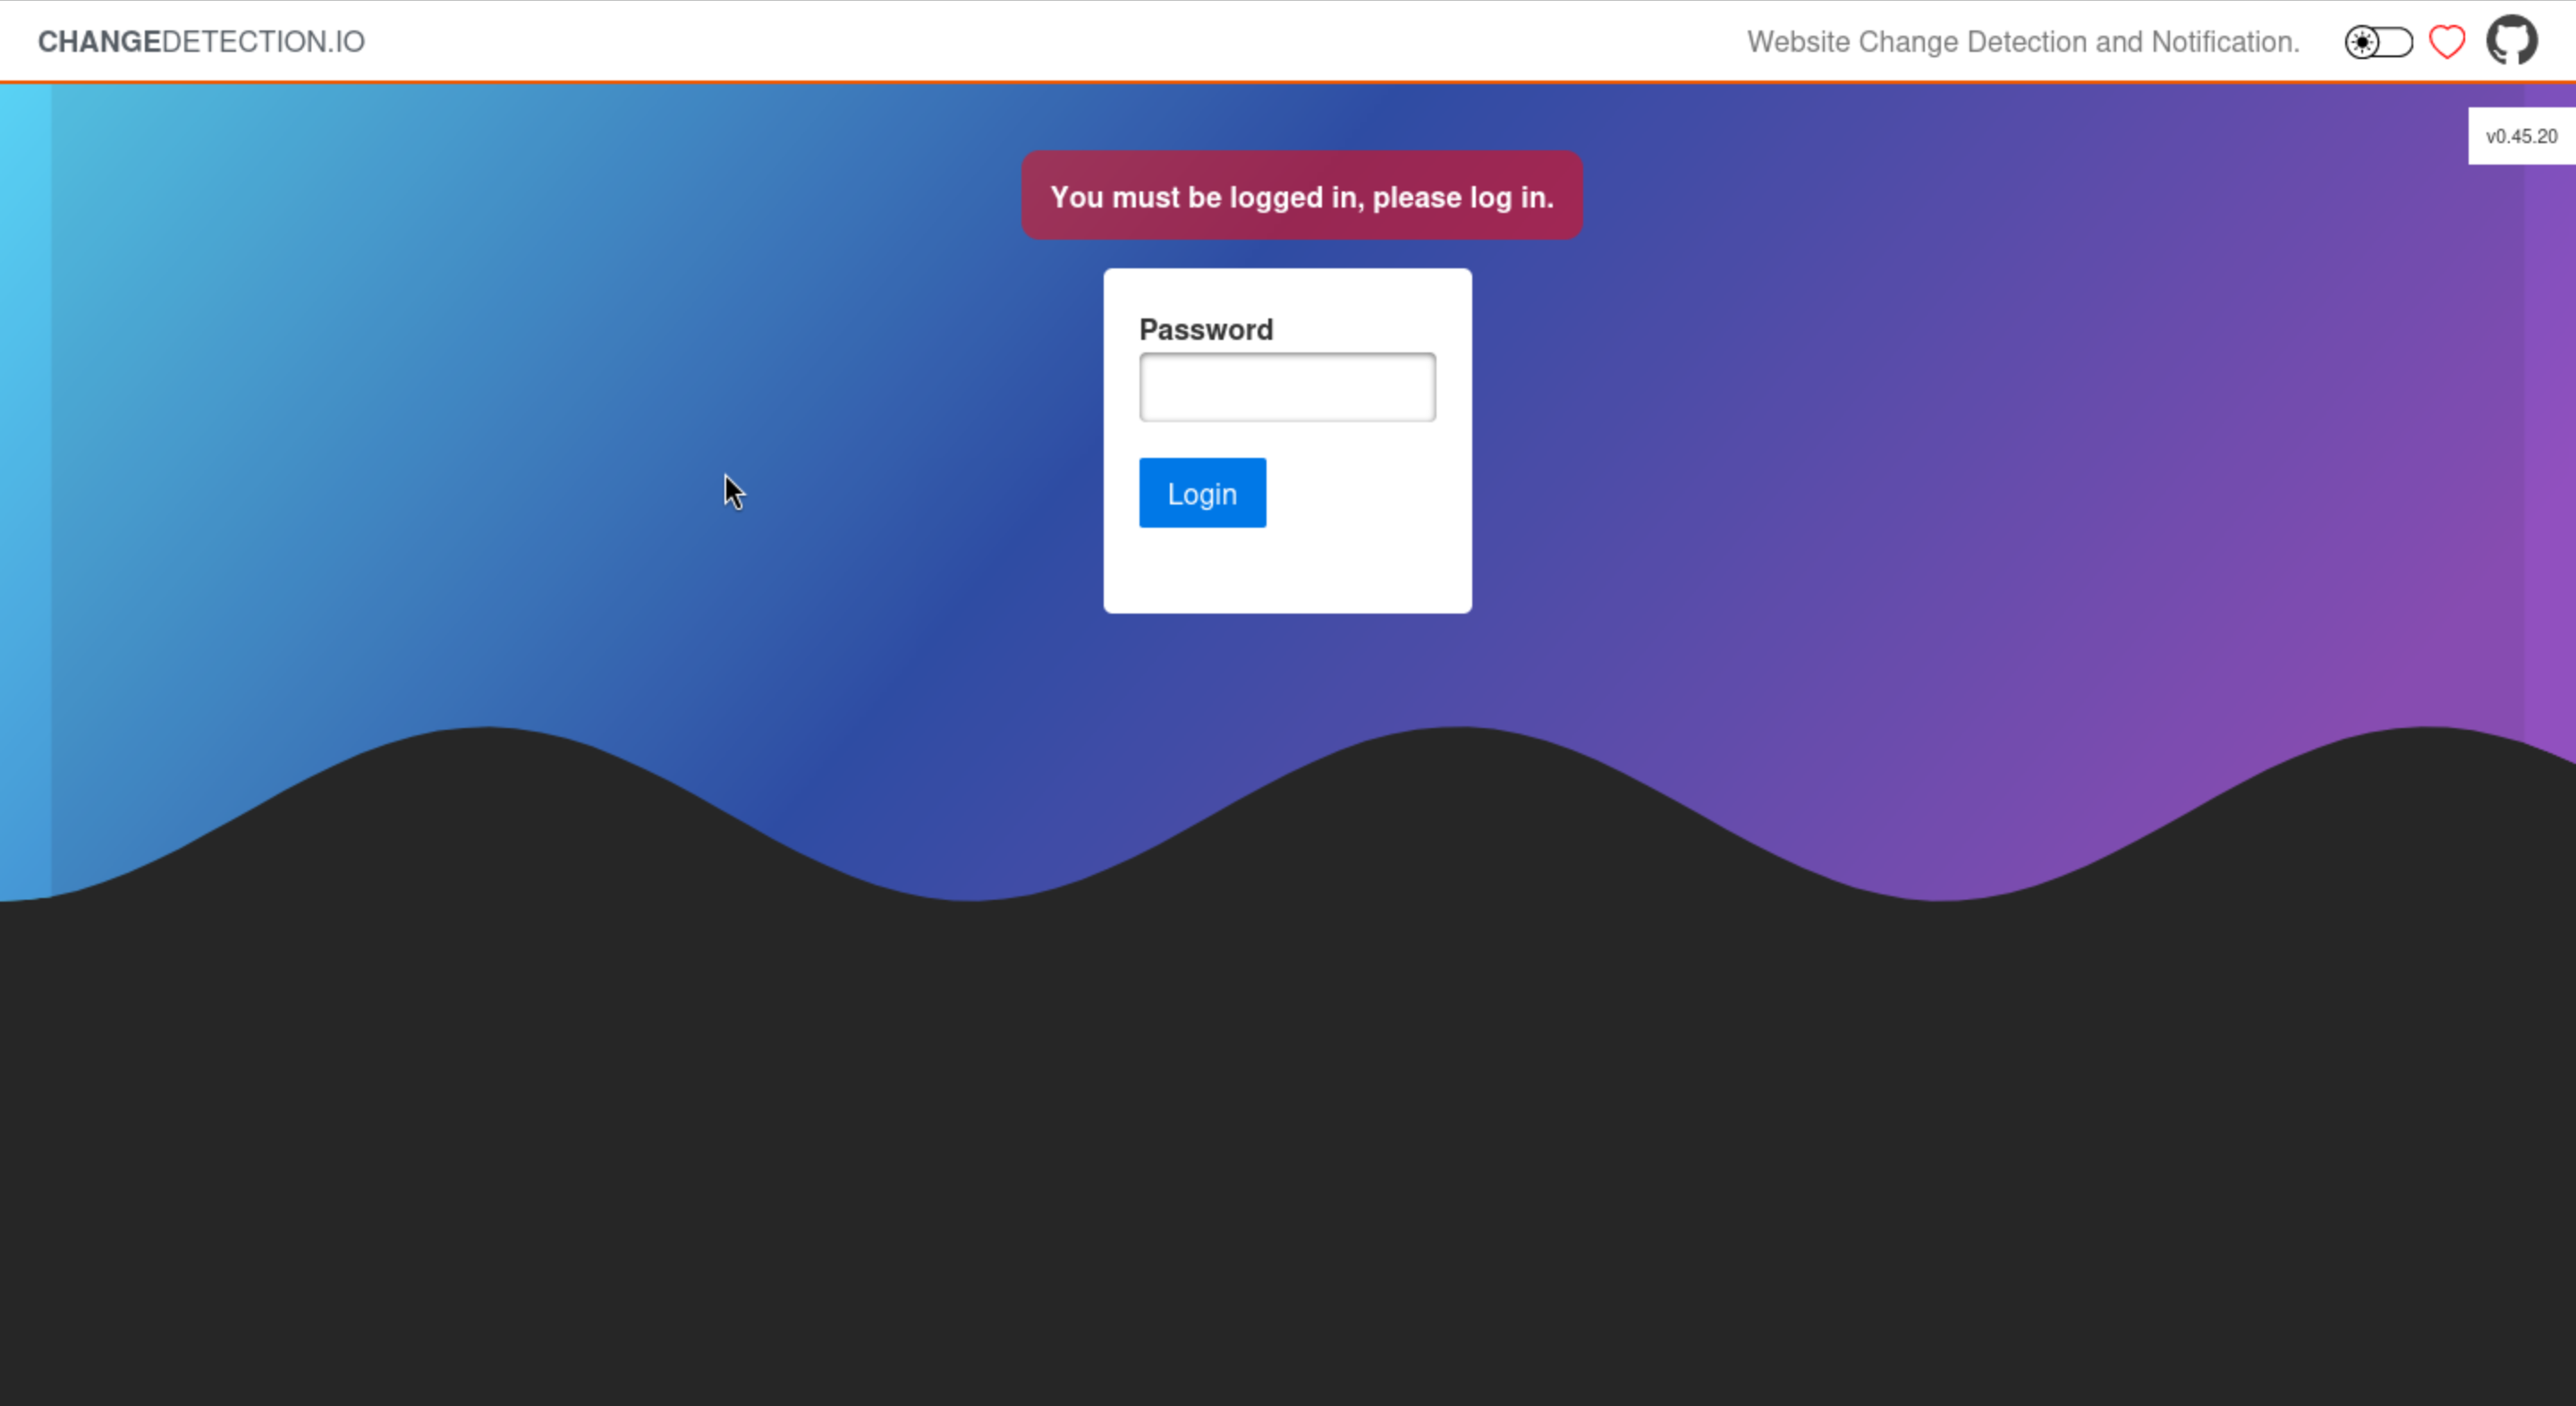 CHANGEDETECTION.IO
Website Change Detection and Notification.
v0.45.20
You must be logged in, please log in.
Password
Login